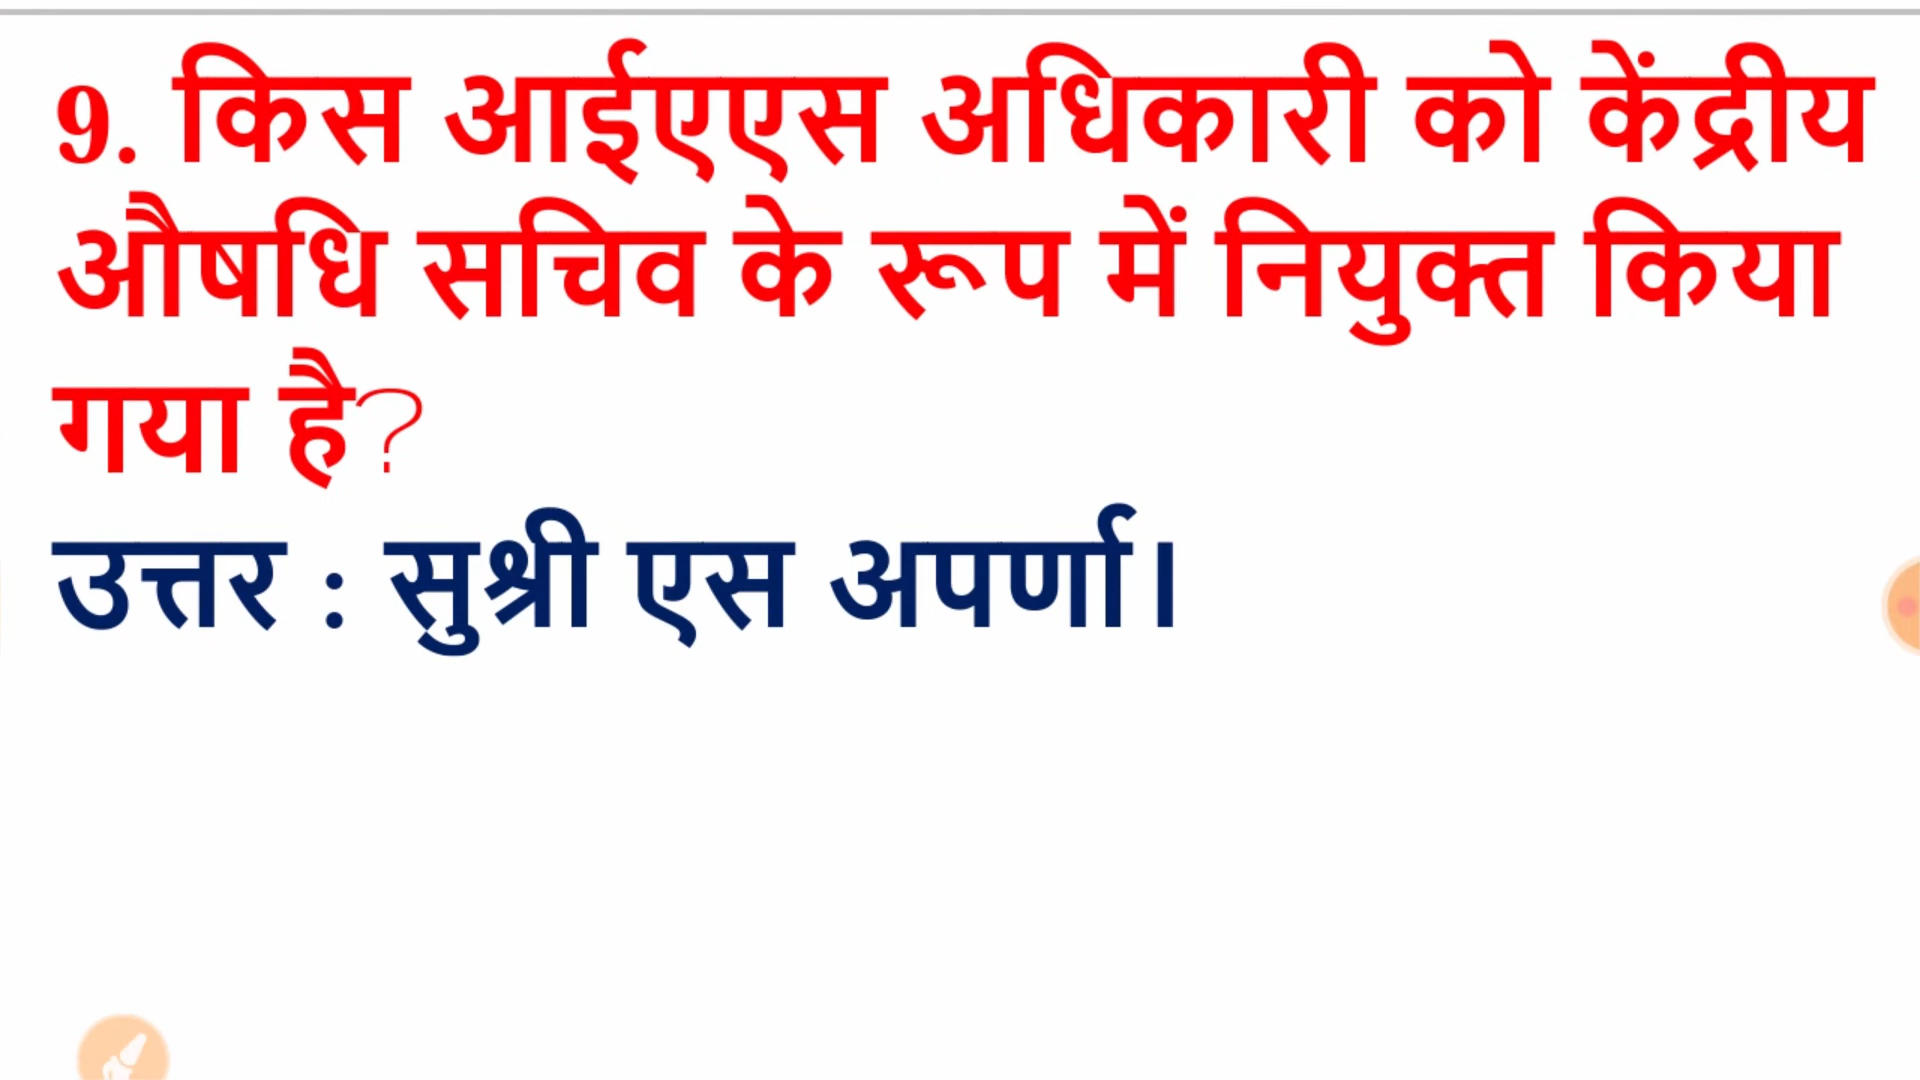 9. किस आईएएस अधिकारी को केंद्रीय
औषधि सचिव के रूप में नियुक्त किया
गया है?
उत्तर : सुश्री एस अपर्णा।